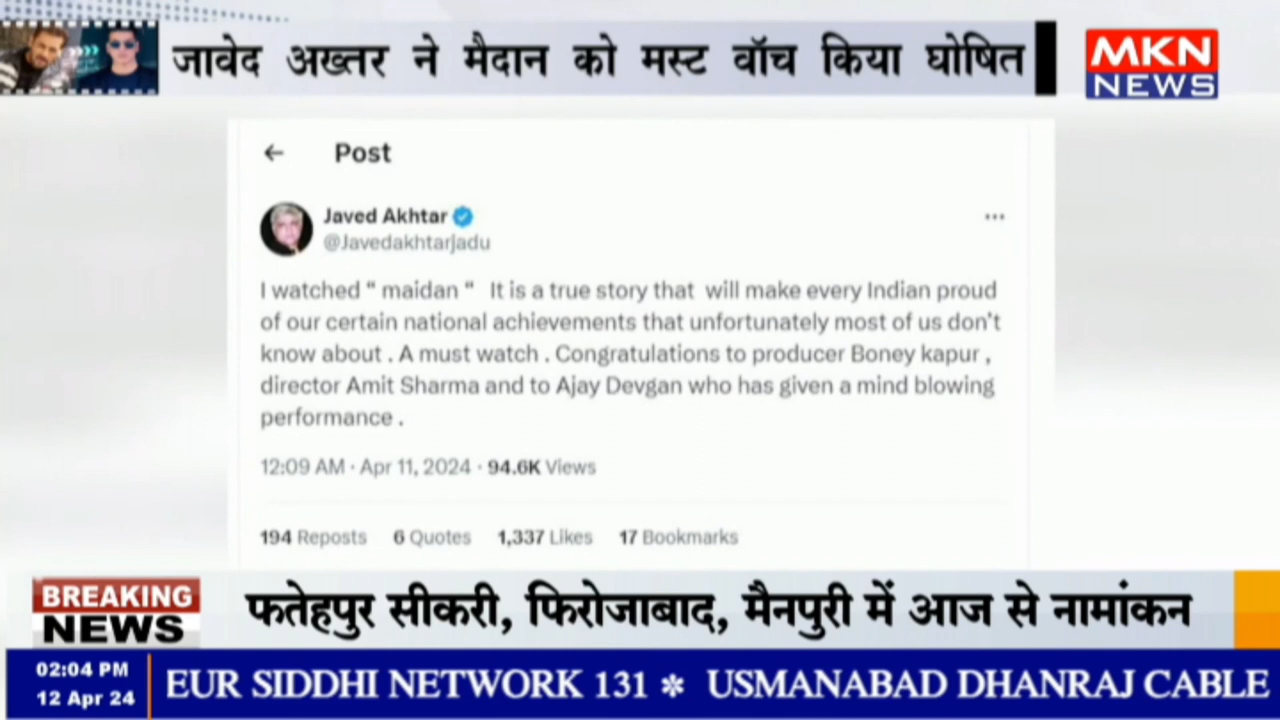 जावेद अख्तर ने मैदान को मस्ट वॉच किया घोषित
MKN
NEWS
← Post
Javed Akhtar
@Javedakhtarjadu
I watched “ maidan “ It is a true story that will make every Indian proud
of our certain national achievements that unfortunately most of us don't
know about . A must watch . Congratulations to producer Boney kapur ,
director Amit Sharma and to Ajay Devgan who has given a mind blowing
performance .
12:09 AM · Apr 11, 2024 · 94.6K Views
194 Reposts 6 Quotes 1,337 Likes 17 Bookmarks
BREAKING
NEWS
फतेहपुर सीकरी, फिरोजाबाद, मैनपुरी में आज से नामांकन
02:04 PM
12 Apr 24
EUR SIDDHI NETWORK 131 * USMANABAD DHANRAJ CABLE